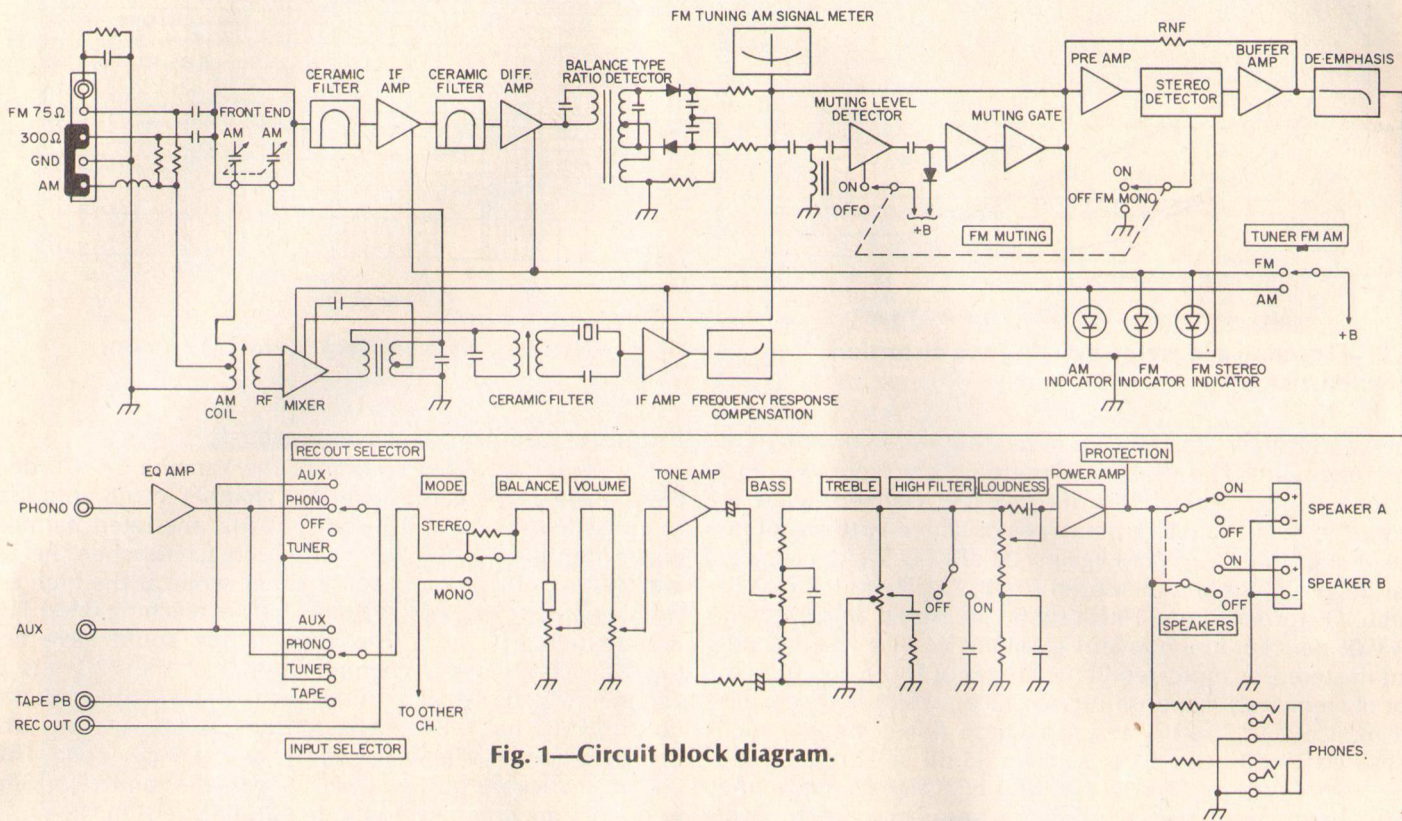 FM TUNING AM SIGNAL METER
RNF
CERAMIC
FILTER
IF
AMP
CERAMIC
FILTER
DIFF.
AMP
BALANCE TYPE
RATIO DETECTOR
PRE AMP
BUFFER
AMP
DE-EMPHASIS
STEREO
DETECTOR
FM 75Ω
300Ω
GND
AM
FRONT END
AM
AM
MUTING LEVEL
DETECTOR
MUTING GATE
ON
OFF
+B
FM MUTING
ON
OFF FM MONO
TUNER FM AM
FM
AM
+B
AM
COIL
RF
MIXER
CERAMIC FILTER
IF AMP
FREQUENCY RESPONSE
COMPENSATION
AM
INDICATOR
FM
INDICATOR
FM STEREO
INDICATOR
REC OUT SELECTOR
EQ AMP
PHONO
AUX
PHONO
OFF
TUNER
MODE
STEREO
MONO
BALANCE
VOLUME
TONE AMP
BASS
TREBLE
HIGH FILTER
OFF
ON
LOUDNESS
PROTECTION
POWER AMP
ON
OFF
SPEAKER A
+
−
ON
OFF
SPEAKER B
+
−
SPEAKERS
AUX
AUX
PHONO
TUNER
TAPE
TAPE PB
REC OUT
INPUT SELECTOR
TO OTHER
CH.
PHONES
Fig. 1—Circuit block diagram.